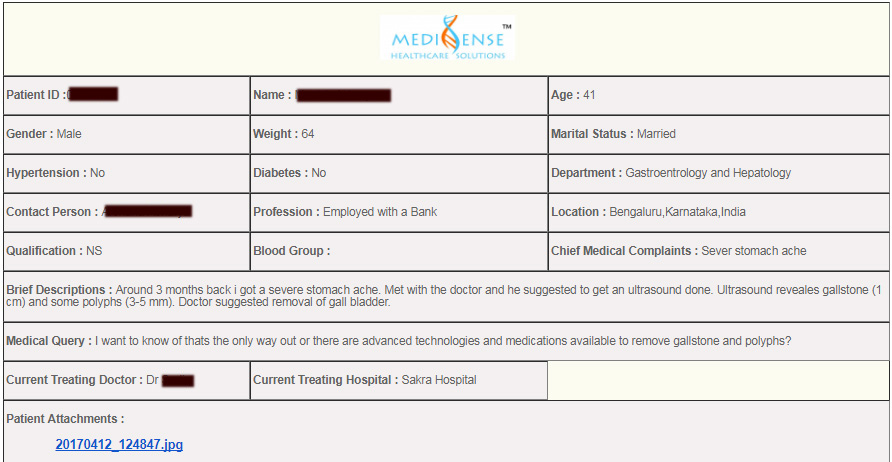 MEDISENSE™
HEALTHCARE SOLUTIONS
Patient ID :
Name :
Age : 41
Gender : Male
Weight : 64
Marital Status : Married
Hypertension : No
Diabetes : No
Department : Gastroentrology and Hepatology
Contact Person :
Profession : Employed with a Bank
Location : Bengaluru,Karnataka,India
Qualification : NS
Blood Group :
Chief Medical Complaints : Sever stomach ache
Brief Descriptions : Around 3 months back i got a severe stomach ache. Met with the doctor and he suggested to get an ultrasound done. Ultrasound reveales gallstone (1
cm) and some polyphs (3-5 mm). Doctor suggested removal of gall bladder.
Medical Query : I want to know of thats the only way out or there are advanced technologies and medications available to remove gallstone and polyphs?
Current Treating Doctor : Dr
Current Treating Hospital : Sakra Hospital
Patient Attachments :
20170412_124847.jpg